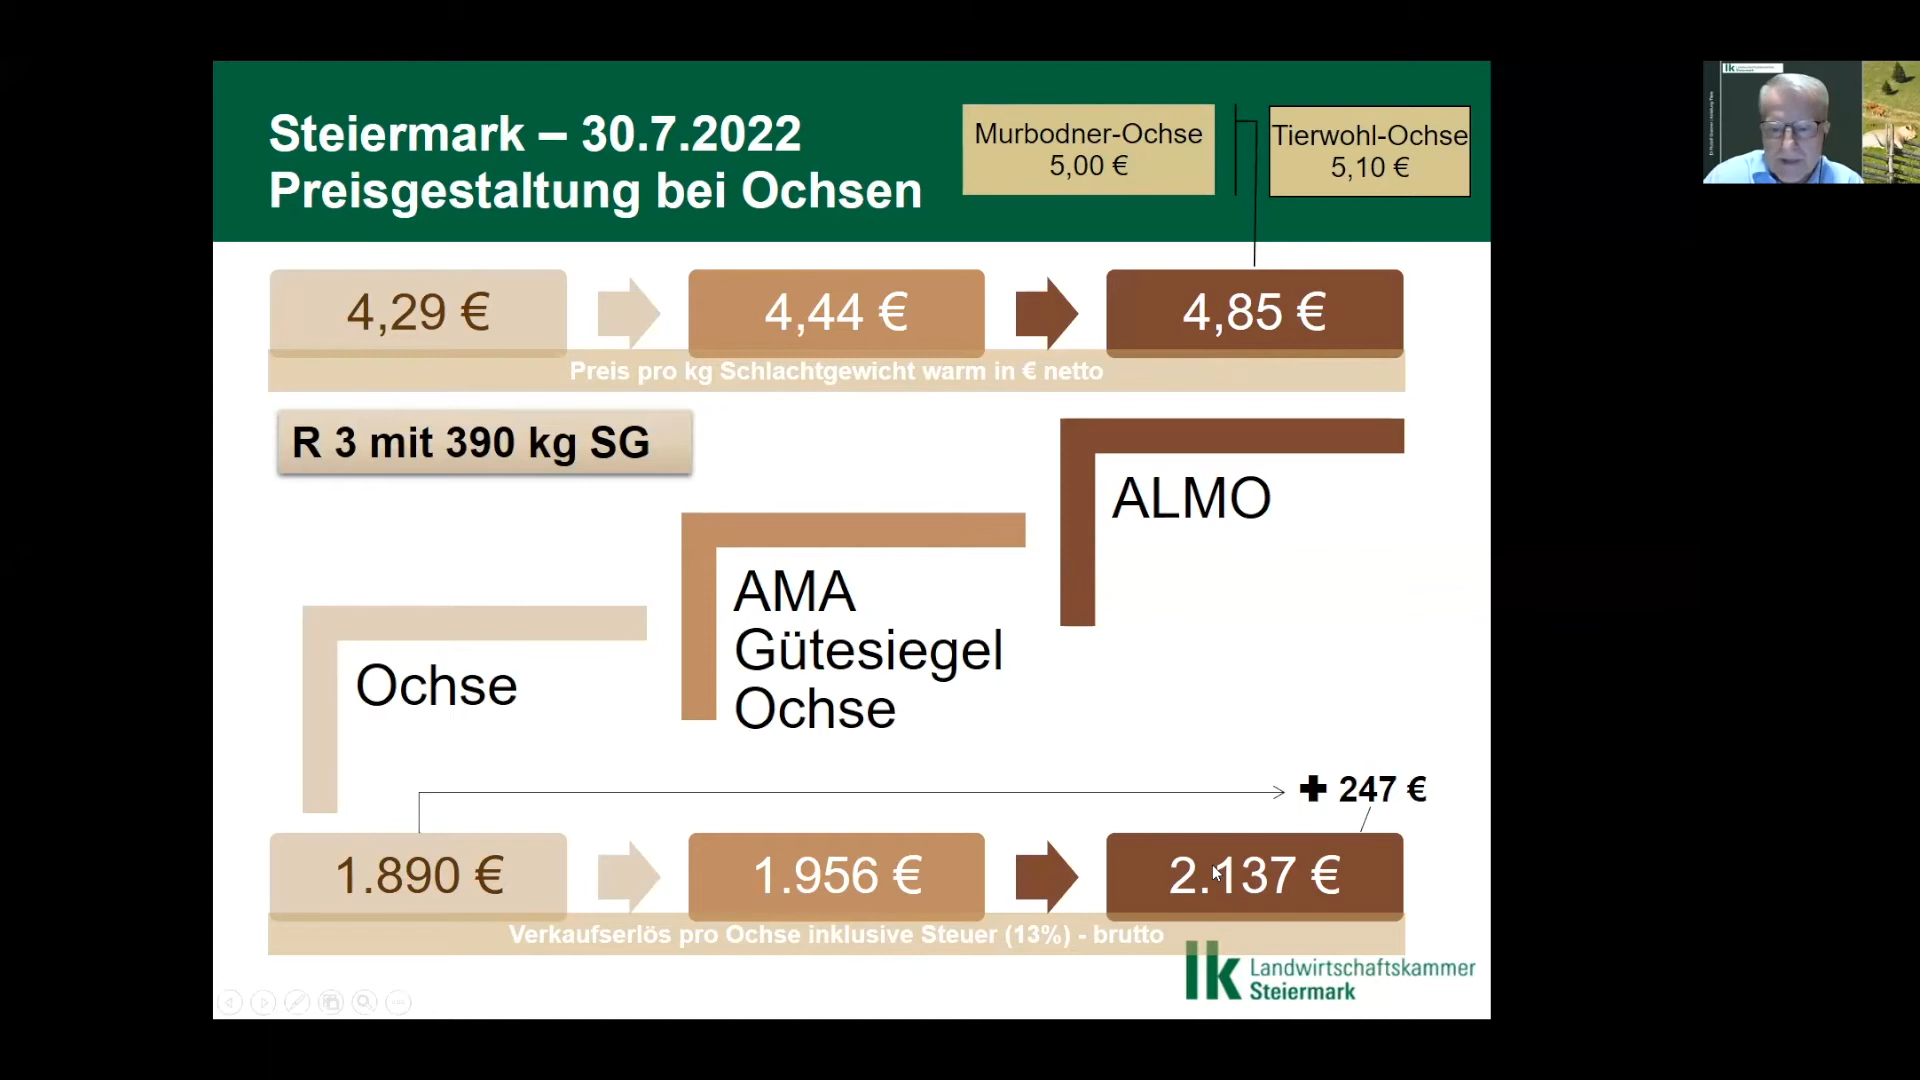 Steiermark – 30.7.2022
Preisgestaltung bei Ochsen
Murbodner-Ochse
5,00 €
Tierwohl-Ochse
5,10 €
4,29 €
4,44 €
4,85 €
Preis pro kg Schlachtgewicht warm in € netto
R 3 mit 390 kg SG
ALMO
AMA
Gütesiegel
Ochse
Ochse
+ 247 €
1.890 €
1.956 €
2.137 €
Verkaufserlös pro Ochse inklusive Steuer (13%) - brutto
lk Landwirtschaftskammer
Steiermark
lk